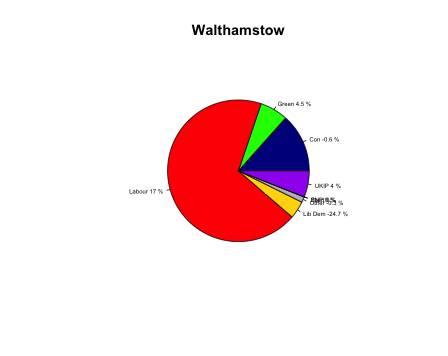 Walthamstow
Green 4.5 %
Con -0.6 %
Labour 17 %
UKIP 4 %
Lib Dem -24.7 %